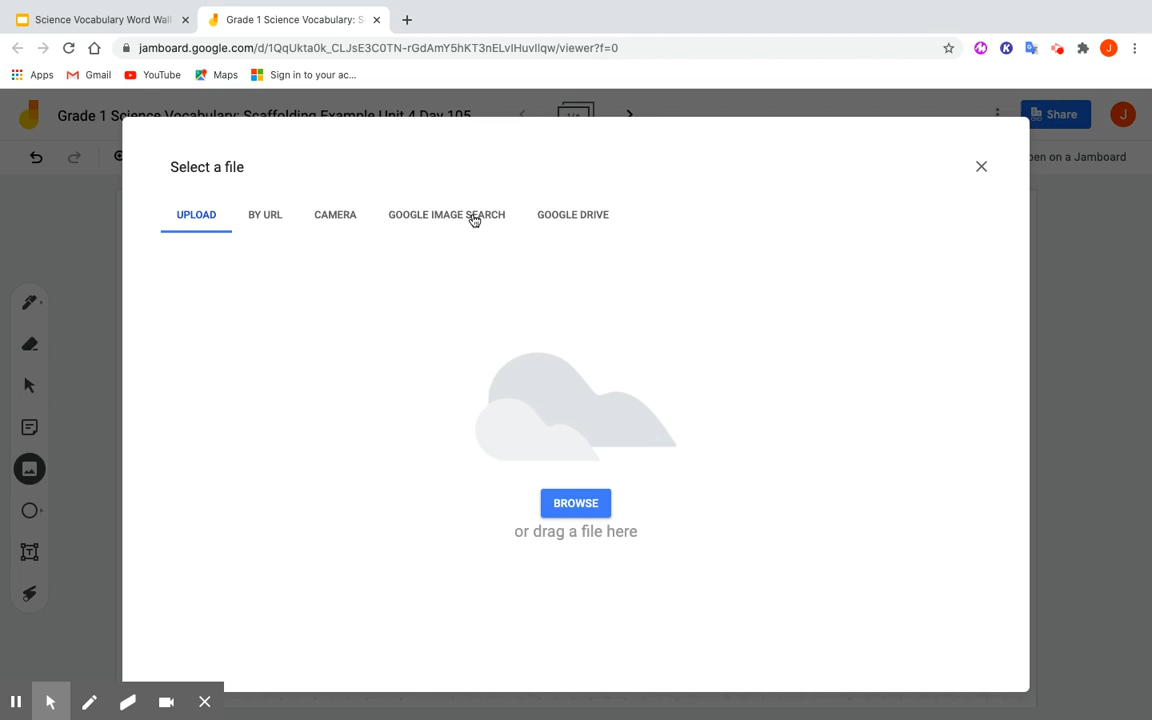 Science Vocabulary Word Wall
Grade 1 Science Vocabulary: S
jamboard.google.com/d/1QqUkta0k_CLJsE3C0TN-rGdAmY5hKT3nELvIHuvIlqw/viewer?f=0
K
J
Apps
Gmail
YouTube
Maps
Sign in to your ac...
Grade 1 Science Vocabulary: Scaffolding Example Unit 4 Day 105
Share
J
pen on a Jamboard
Select a file
UPLOAD
BY URL
CAMERA
GOOGLE IMAGE SEARCH
GOOGLE DRIVE
BROWSE
or drag a file here